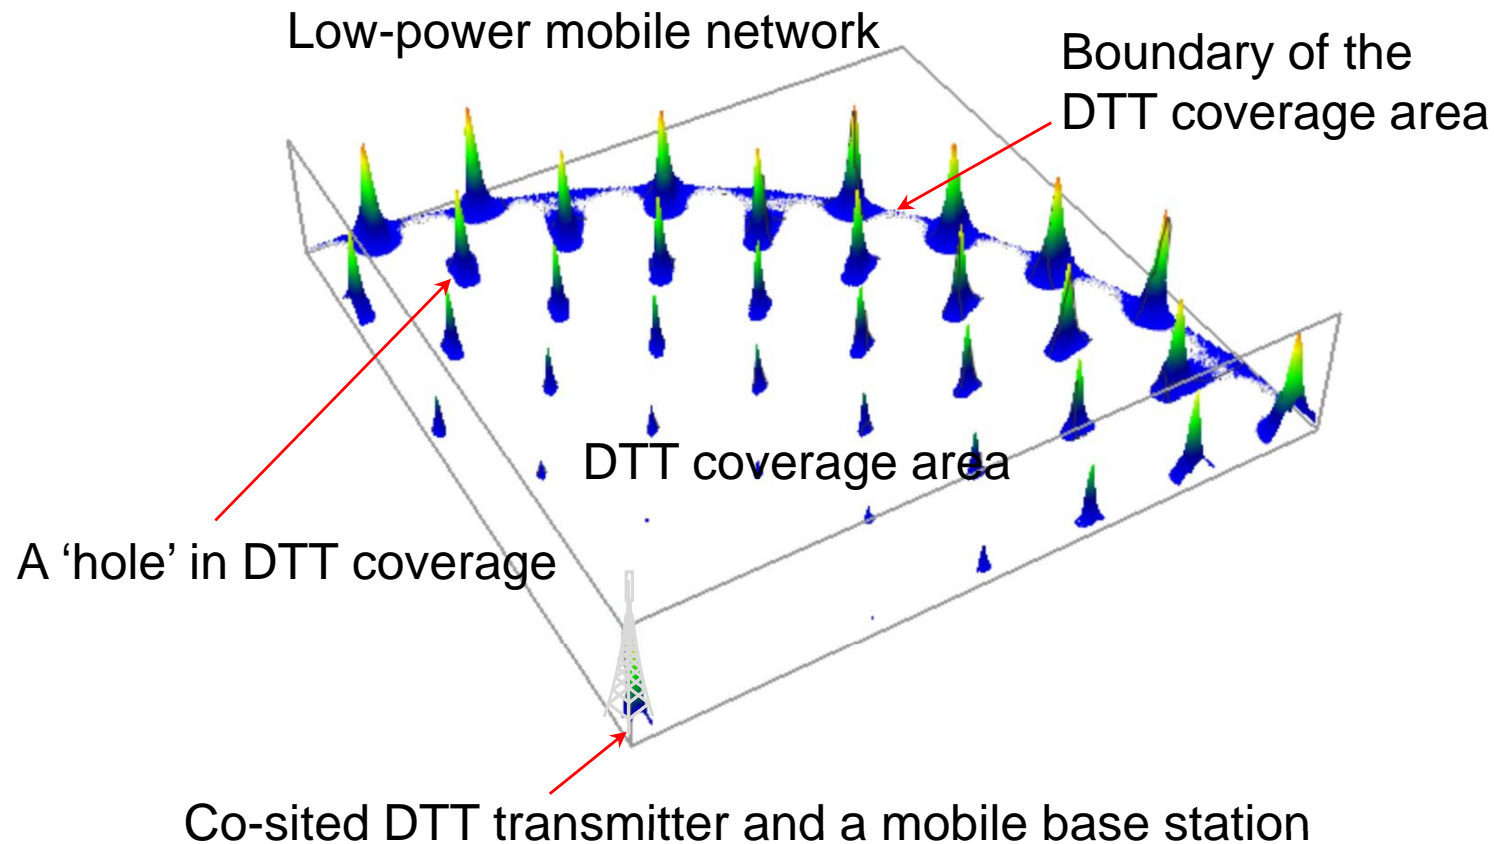 Low-power mobile network
Boundary of the
DTT coverage area
DTT coverage area
A ‘hole’ in DTT coverage
Co-sited DTT transmitter and a mobile base station